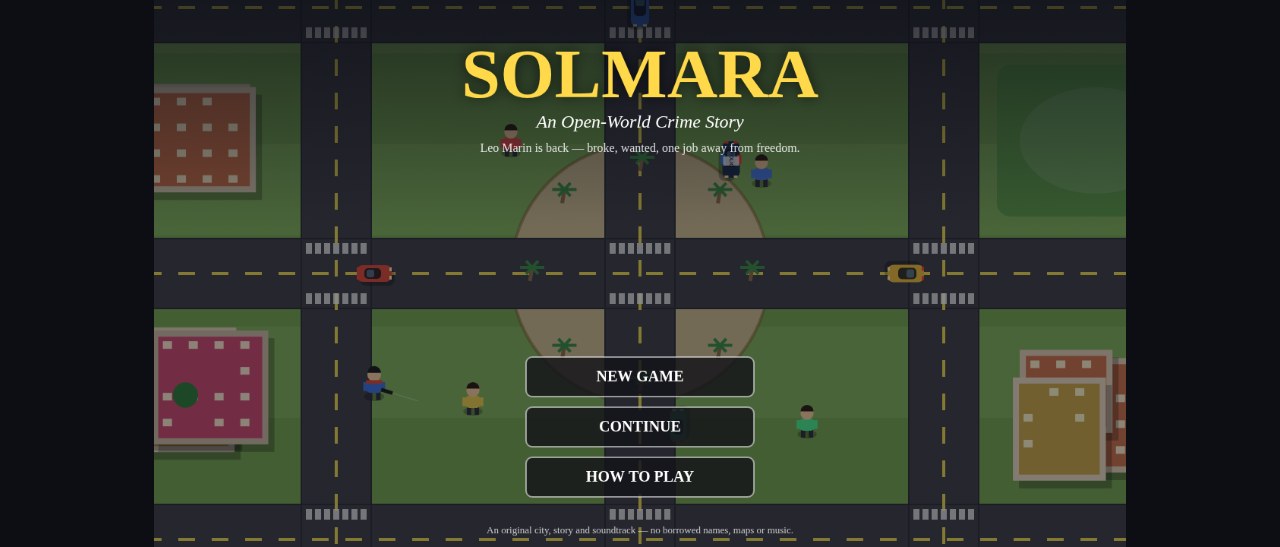 SOLMARA
An Open-World Crime Story
Leo Marin is back — broke, wanted, one job away from freedom.
NEW GAME
CONTINUE
HOW TO PLAY
An original city, story and soundtrack — no borrowed names, maps or music.